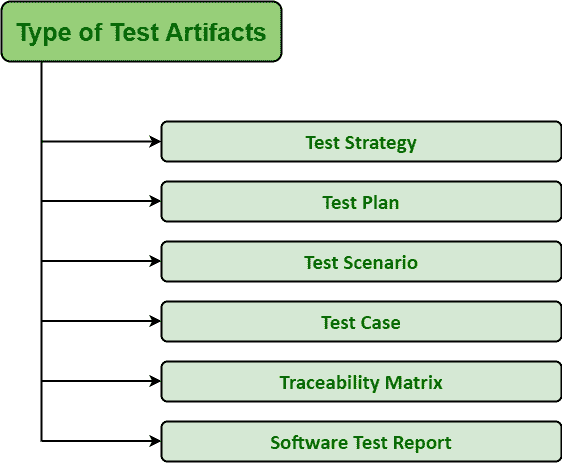 Type of Test Artifacts
Test Strategy
Test Plan
Test Scenario
Test Case
Traceability Matrix
Software Test Report